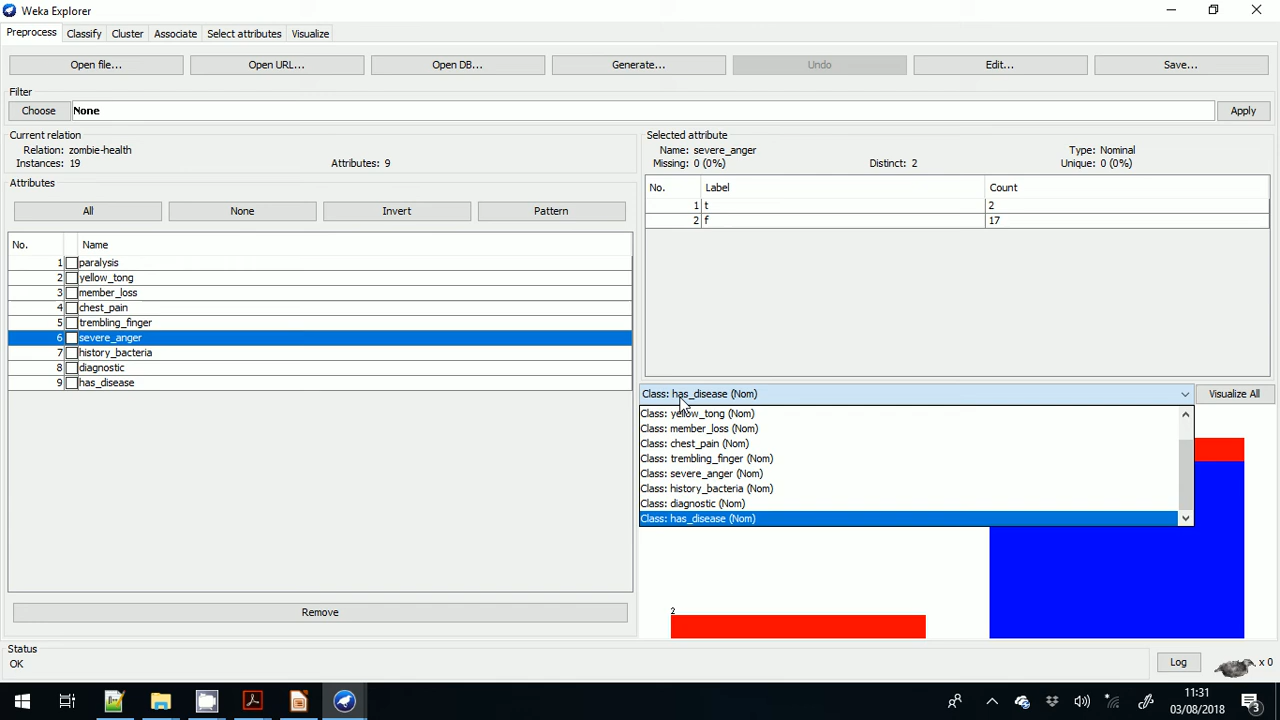 Weka Explorer
Preprocess Classify Cluster Associate Select attributes Visualize
Open file... Open URL... Open DB... Generate... Undo Edit... Save...
Filter
Choose None Apply
Current relation
Relation: zombie-health
Instances: 19 Attributes: 9
Attributes
All None Invert Pattern
No. Name
1 paralysis
2 yellow_tong
3 member_loss
4 chest_pain
5 trembling_finger
6 severe_anger
7 history_bacteria
8 diagnostic
9 has_disease
Remove
Selected attribute
Name: severe_anger Type: Nominal
Missing: 0 (0%) Distinct: 2 Unique: 0 (0%)
No. Label Count
1 t 2
2 f 17
Class: has_disease (Nom) Visualize All
Class: yellow_tong (Nom)
Class: member_loss (Nom)
Class: chest_pain (Nom)
Class: trembling_finger (Nom)
Class: severe_anger (Nom)
Class: history_bacteria (Nom)
Class: diagnostic (Nom)
Class: has_disease (Nom)
2
Status
OK Log x 0
11:31
03/08/2018
3